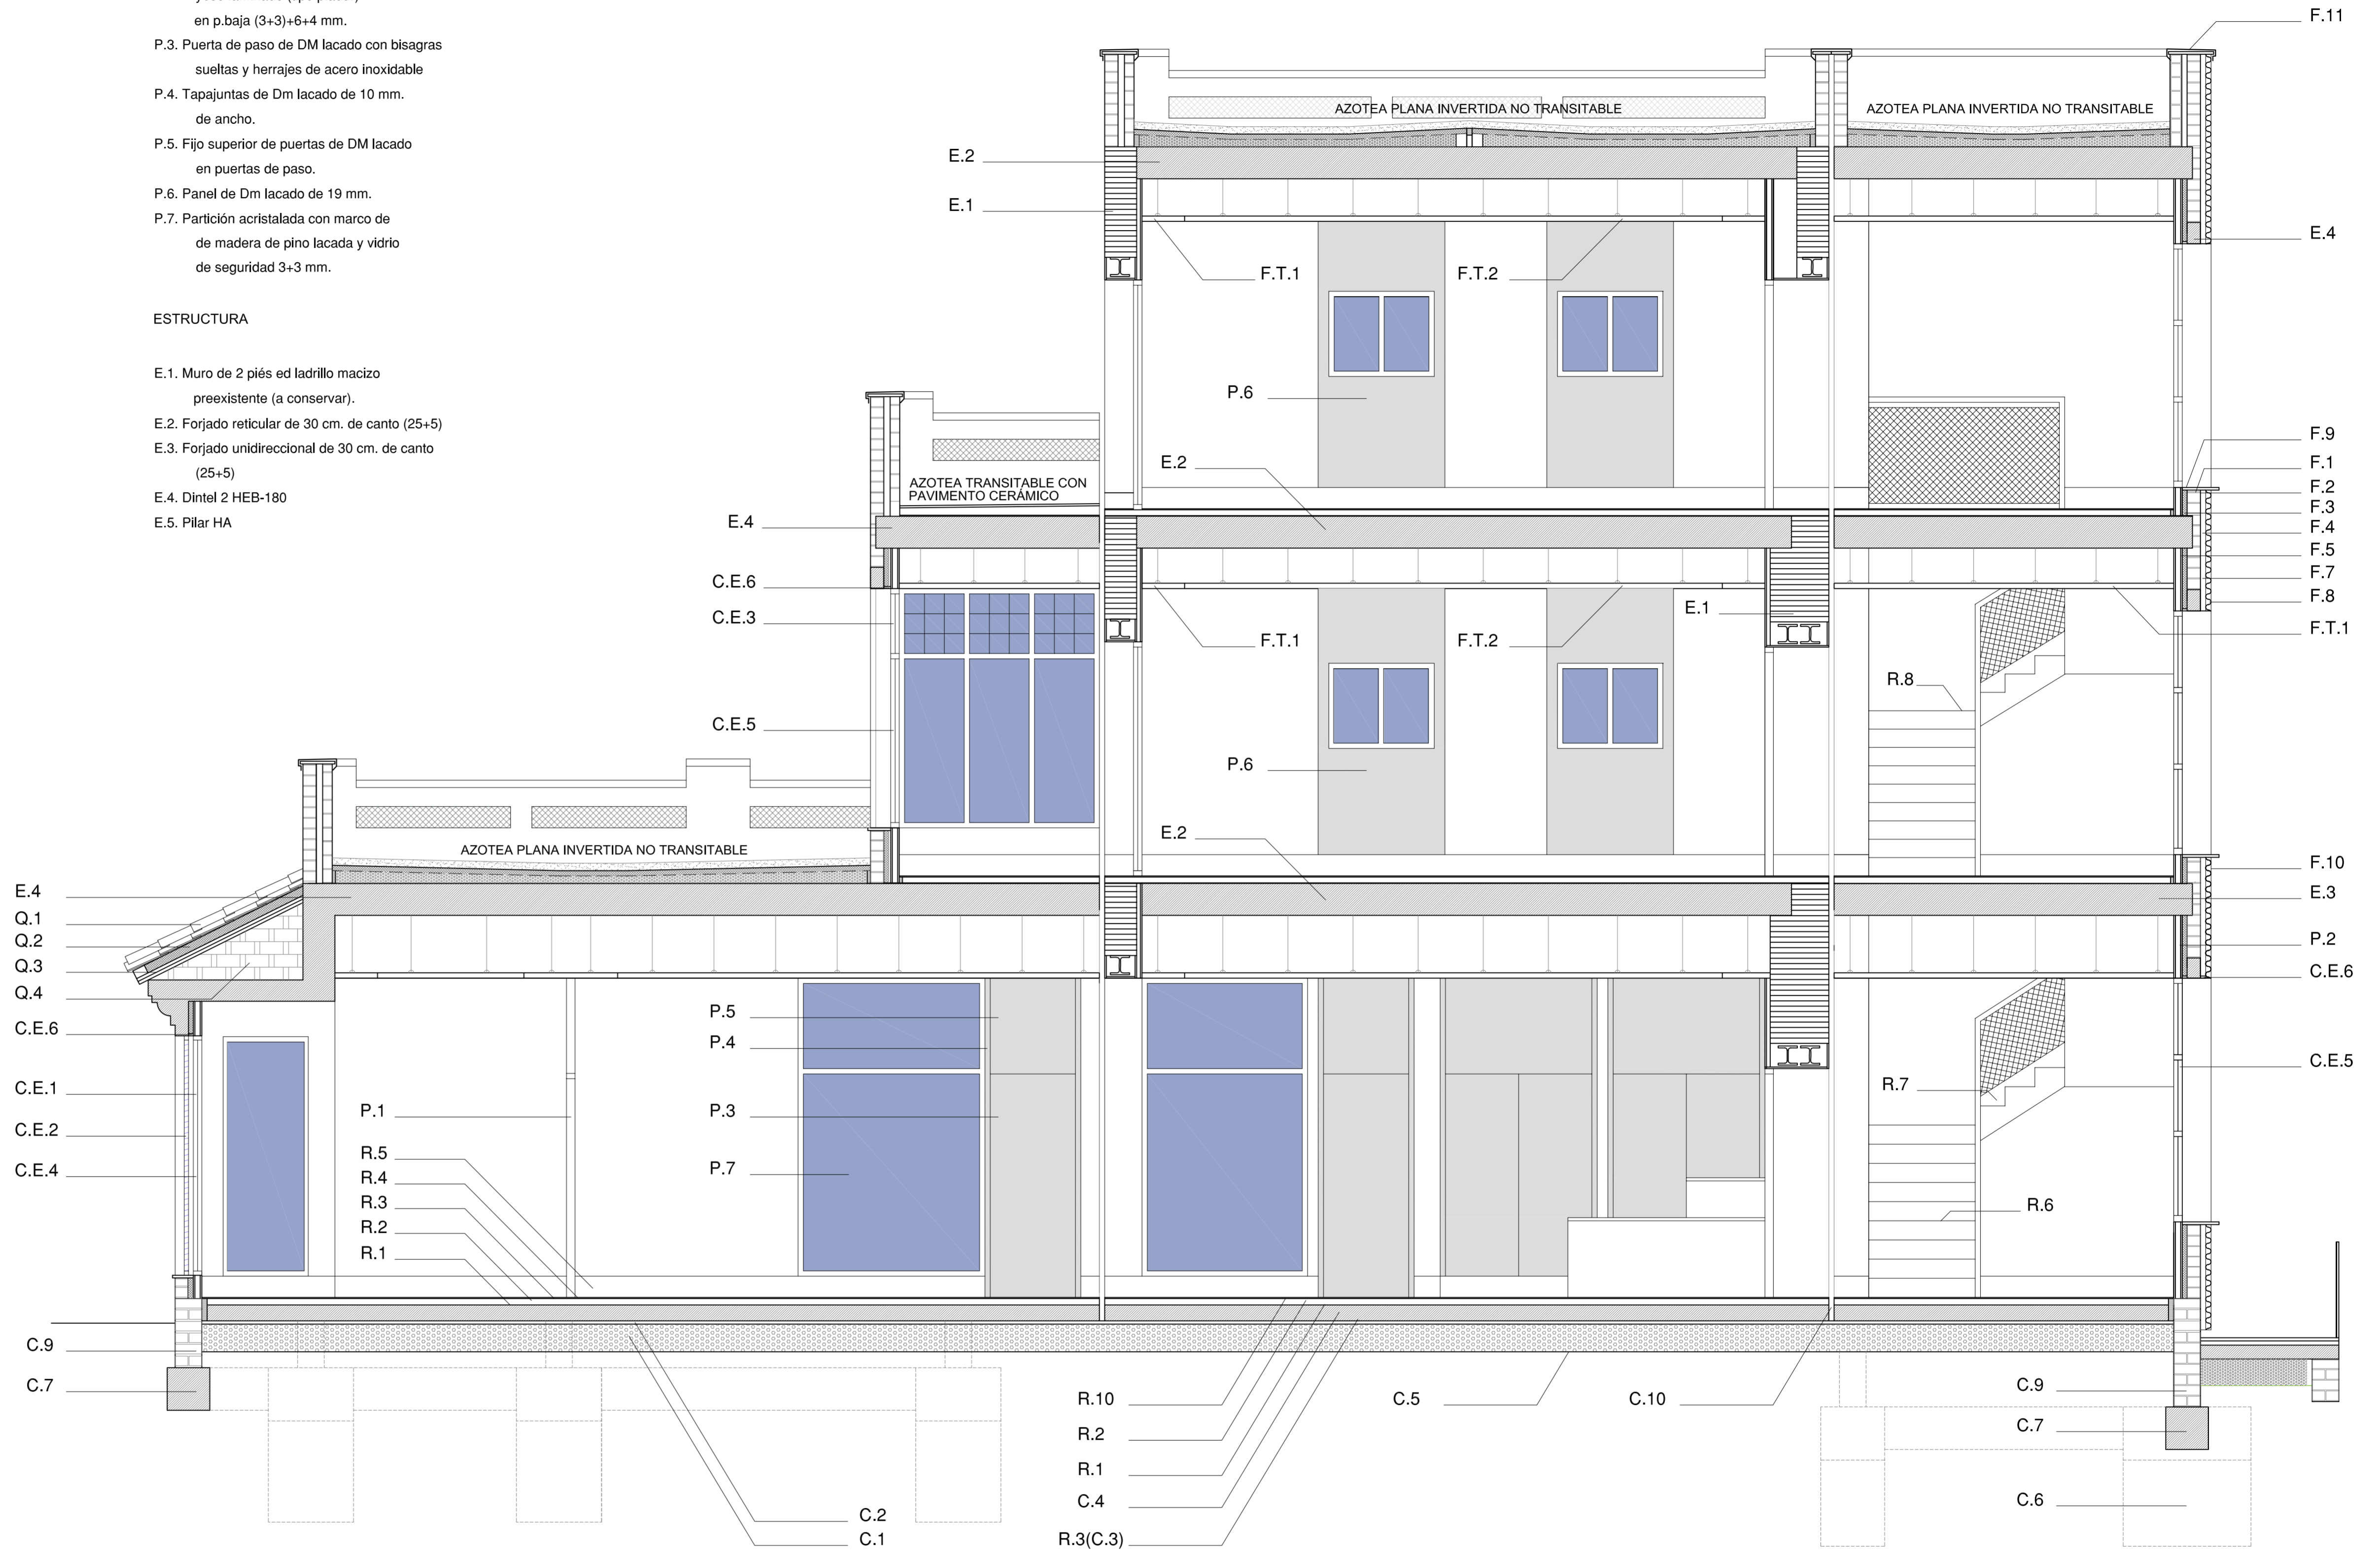 en p.baja (3+3)+6+4 mm.
P.3. Puerta de paso de DM lacado con bisagras
sueltas y herrajes de acero inoxidable
P.4. Tapajuntas de Dm lacado de 10 mm.
de ancho.
P.5. Fijo superior de puertas de DM lacado
en puertas de paso.
P.6. Panel de Dm lacado de 19 mm.
P.7. Partición acristalada con marco de
de madera de pino lacada y vidrio
de seguridad 3+3 mm.
ESTRUCTURA
E.1. Muro de 2 piés ed ladrillo macizo
preexistente (a conservar).
E.2. Forjado reticular de 30 cm. de canto (25+5)
E.3. Forjado unidireccional de 30 cm. de canto
(25+5)
E.4. Dintel 2 HEB-180
E.5. Pilar HA
F.11
AZOTEA PLANA INVERTIDA NO TRANSITABLE
AZOTEA PLANA INVERTIDA NO TRANSITABLE
E.2
E.1
E.4
F.T.1
F.T.2
P.6
F.9
E.2
F.1
AZOTEA TRANSITABLE CON
PAVIMENTO CERÁMICO
F.2
F.3
E.4
F.4
F.5
F.7
C.E.6
F.8
C.E.3
E.1
F.T.1
F.T.1
F.T.2
R.8
C.E.5
P.6
E.2
AZOTEA PLANA INVERTIDA NO TRANSITABLE
F.10
E.4
E.3
Q.1
Q.2
P.2
Q.3
C.E.6
Q.4
P.5
C.E.6
P.4
C.E.5
C.E.1
R.7
P.1
P.3
C.E.2
R.5
C.E.4
P.7
R.4
R.3
R.6
R.2
R.1
C.9
C.7
R.10
C.5
C.10
C.9
R.2
C.7
R.1
C.4
C.6
C.2
C.1
R.3(C.3)